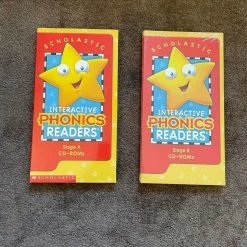 SCHOLASTIC
INTERACTIVE
PHONICS
READERS
Stage A
CD-ROMs
SCHOLASTIC
SCHOLASTIC
INTERACTIVE
PHONICS
READERS
Stage B
CD-ROMs